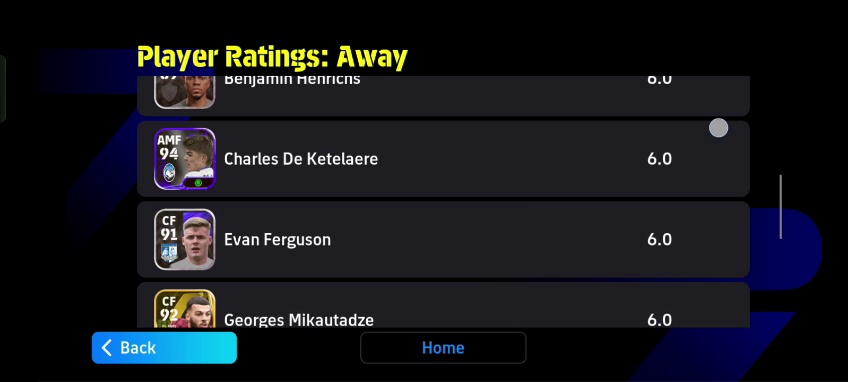 Player Ratings: Away
Benjamin Henrichs 6.0
AMF
94
Charles De Ketelaere 6.0
CF
91
Evan Ferguson 6.0
CF
92
Georges Mikautadze 6.0
Back
Home